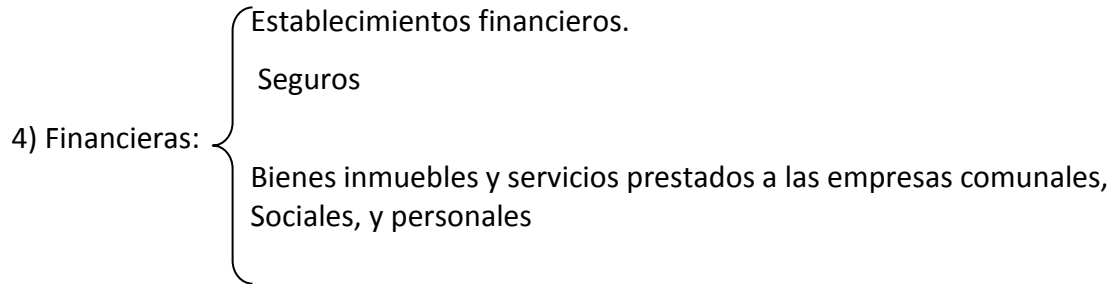 Establecimientos financieros.
Seguros
4) Financieras:
Bienes inmuebles y servicios prestados a las empresas comunales,
Sociales, y personales